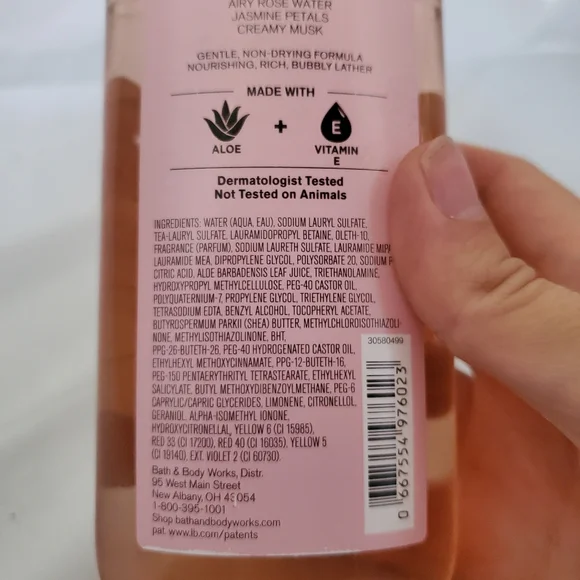 AIRY ROSE WATER
JASMINE PETALS
CREAMY MUSK
GENTLE, NON-DRYING FORMULA
NOURISHING, RICH, BUBBLY LATHER
MADE WITH
ALOE
+
E
VITAMIN
E
Dermatologist Tested
Not Tested on Animals
INGREDIENTS: WATER (AQUA, EAU), SODIUM LAURYL SULFATE,
TEA-LAURYL SULFATE, LAURAMIDOPROPYL BETAINE, OLETH-10,
FRAGRANCE (PARFUM), SODIUM LAURETH SULFATE, LAURAMIDE
LAURAMIDE MEA, DIPROPYLENE GLYCOL, POLYSORBATE 20, SODIUM
CITRIC ACID, ALOE BARBADENSIS LEAF JUICE, TRIETHANOLAMINE,
HYDROXYPROPYL METHYLCELLULOSE, PEG-40 CASTOR OIL,
POLYQUATERNIUM-7, PROPYLENE GLYCOL, TRIETHYLENE GLYCOL,
TETRASODIUM EDTA, BENZYL ALCOHOL, TOCOPHERYL ACETATE,
BUTYROSPERMUM PARKII (SHEA) BUTTER, METHYLCHLOROISOTHIAZOLI-
NONE, METHYLISOTHIAZOLINONE, BHT,
PPG-26-BUTETH-26, PEG-40 HYDROGENATED CASTOR OIL,
ETHYLHEXYL METHOXYCINNAMATE, PPG-12-BUTETH-16,
PEG-150 PENTAERYTHRITYL TETRASTEARATE, ETHYLHEXYL
SALICYLATE, BUTYL METHOXYDIBENZOYLMETHANE, PEG-6
CAPRYLIC/CAPRIC GLYCERIDES, LIMONENE, CITRONELLOL,
GERANIOL, ALPHA-ISOMETHYL IONONE,
HYDROXYCITRONELLAL, YELLOW 6 (CI 15985),
RED 33 (CI 17200), RED 40 (CI 16035), YELLOW 5
(CI 19140), EXT. VIOLET 2 (CI 60730).
Bath & Body Works, Distr.
95 West Main Street
New Albany, OH 43054
1-800-395-1001
Shop bathandbodyworks.com
pat. www.lb.com/patents
30580499
0 667554 976023